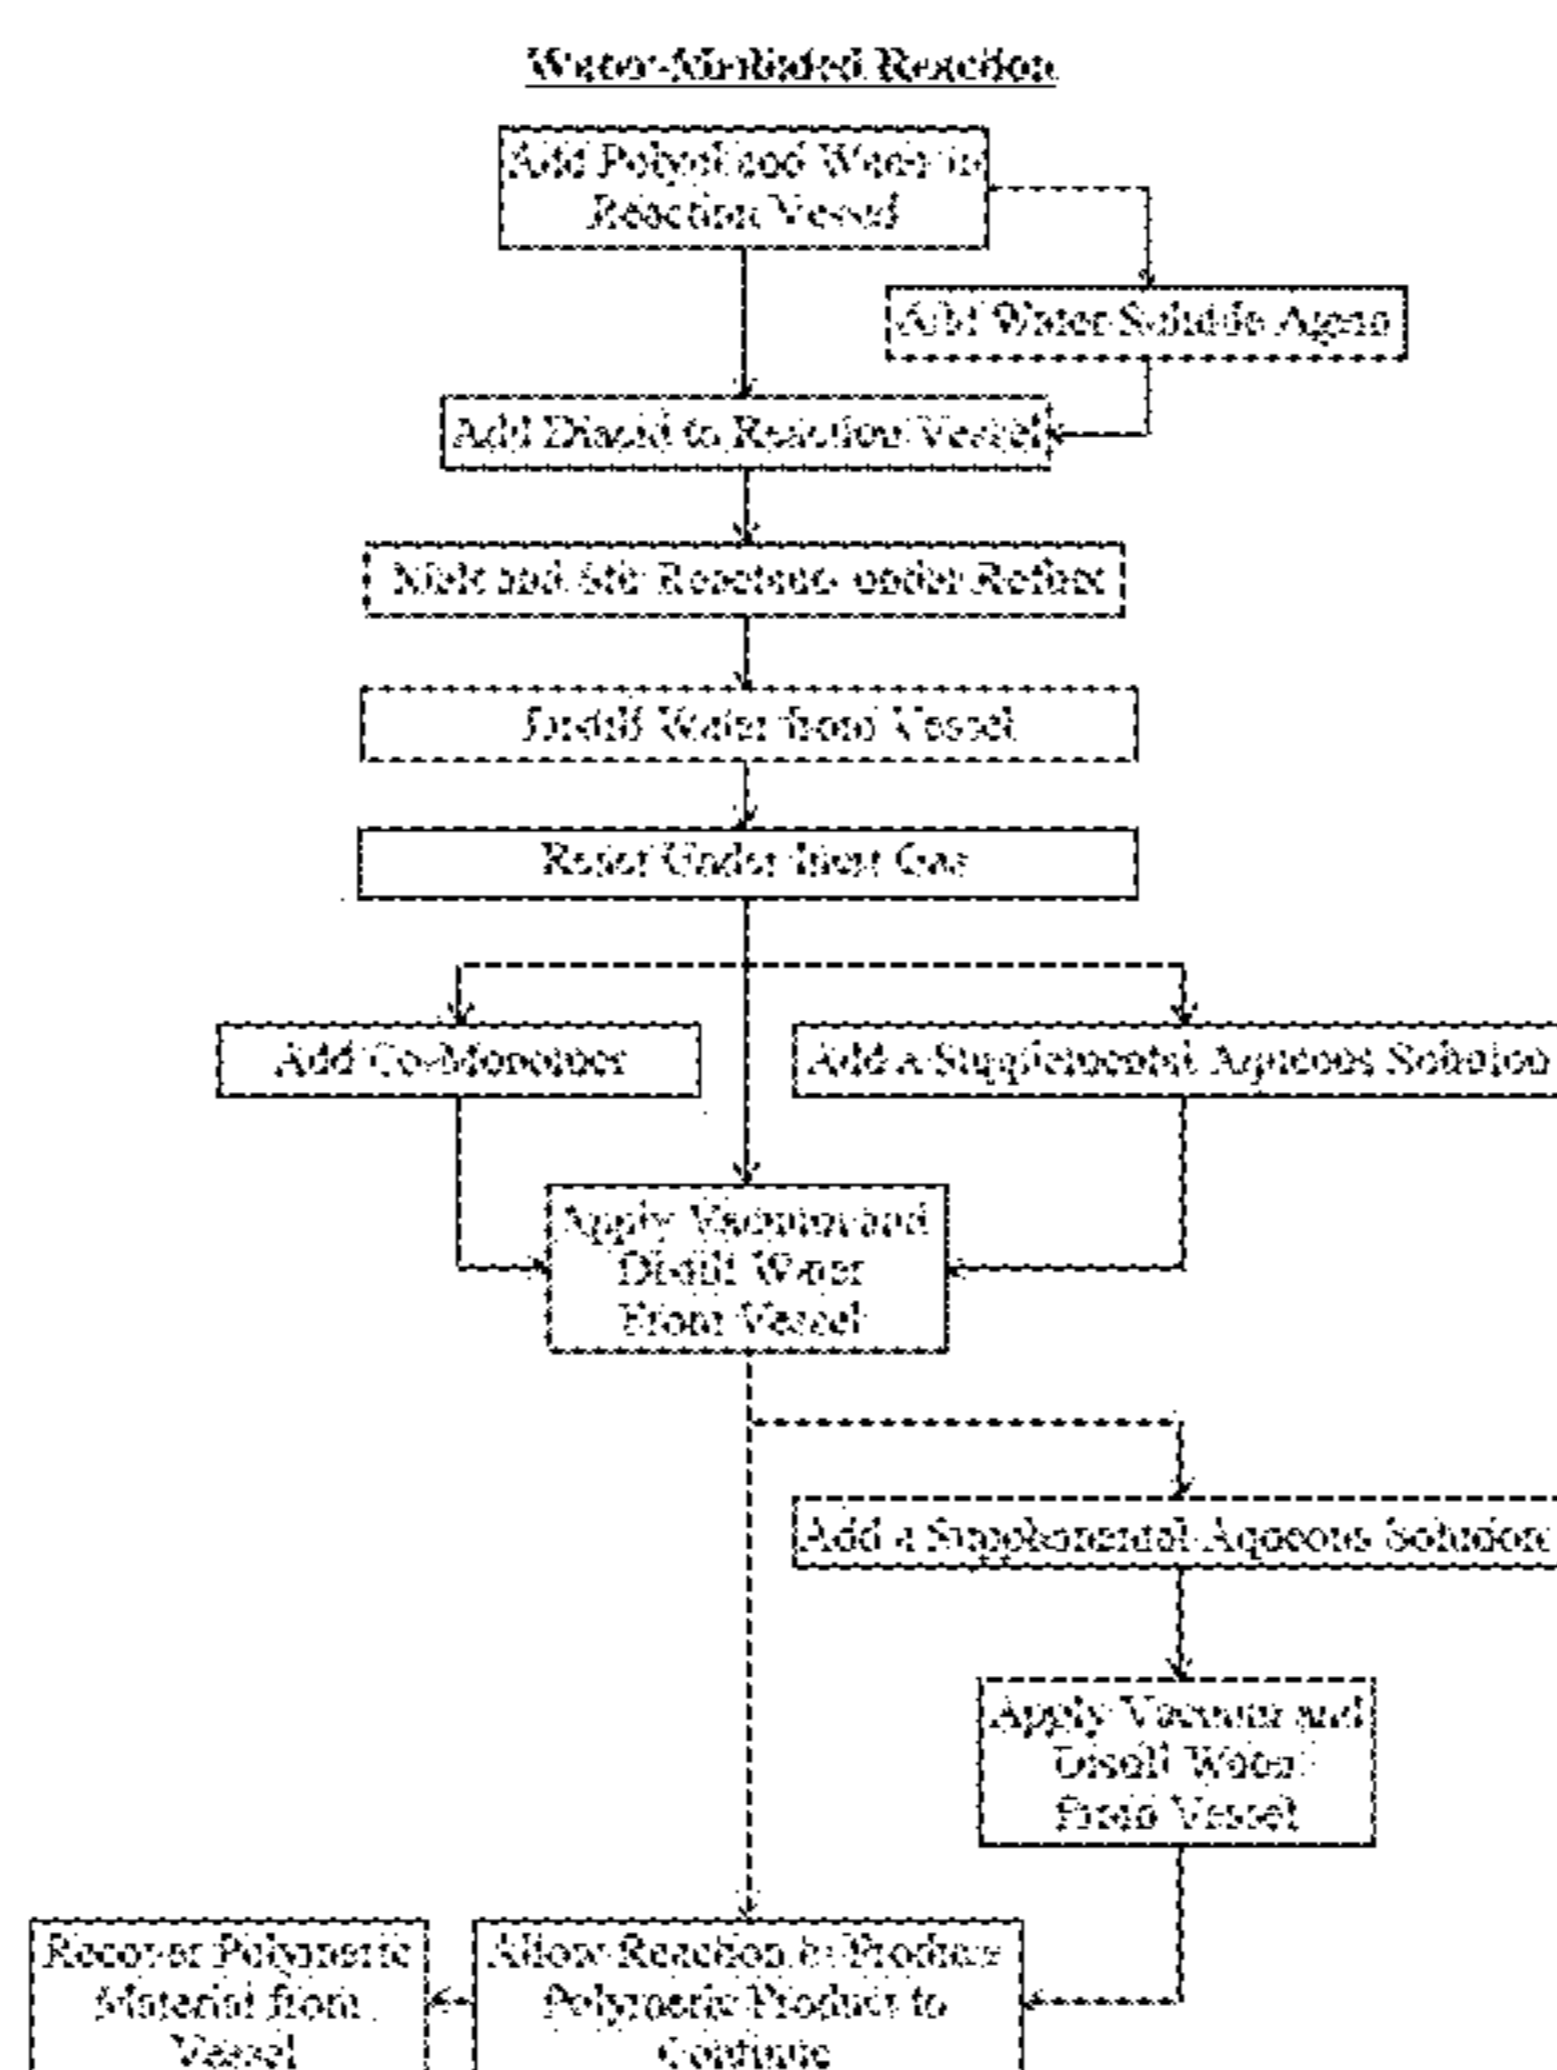 Water-Mediated Reaction
Add Polyol and Water to
Reaction Vessel
Add Water Soluble Agent
Add Diacid to Reaction Vessel
Melt and Stir Reactants under Reflux
Distill Water from Vessel
React Under Inert Gas
Add Co-Monomer
Add a Supplemental Aqueous Solution
Apply Vacuum and
Distill Water
From Vessel
Add a Supplemental Aqueous Solution
Apply Vacuum and
Distill Water
From Vessel
Recover Polymeric
Material from
Vessel
Allow Reaction to Produce
Polymeric Product to
Continue